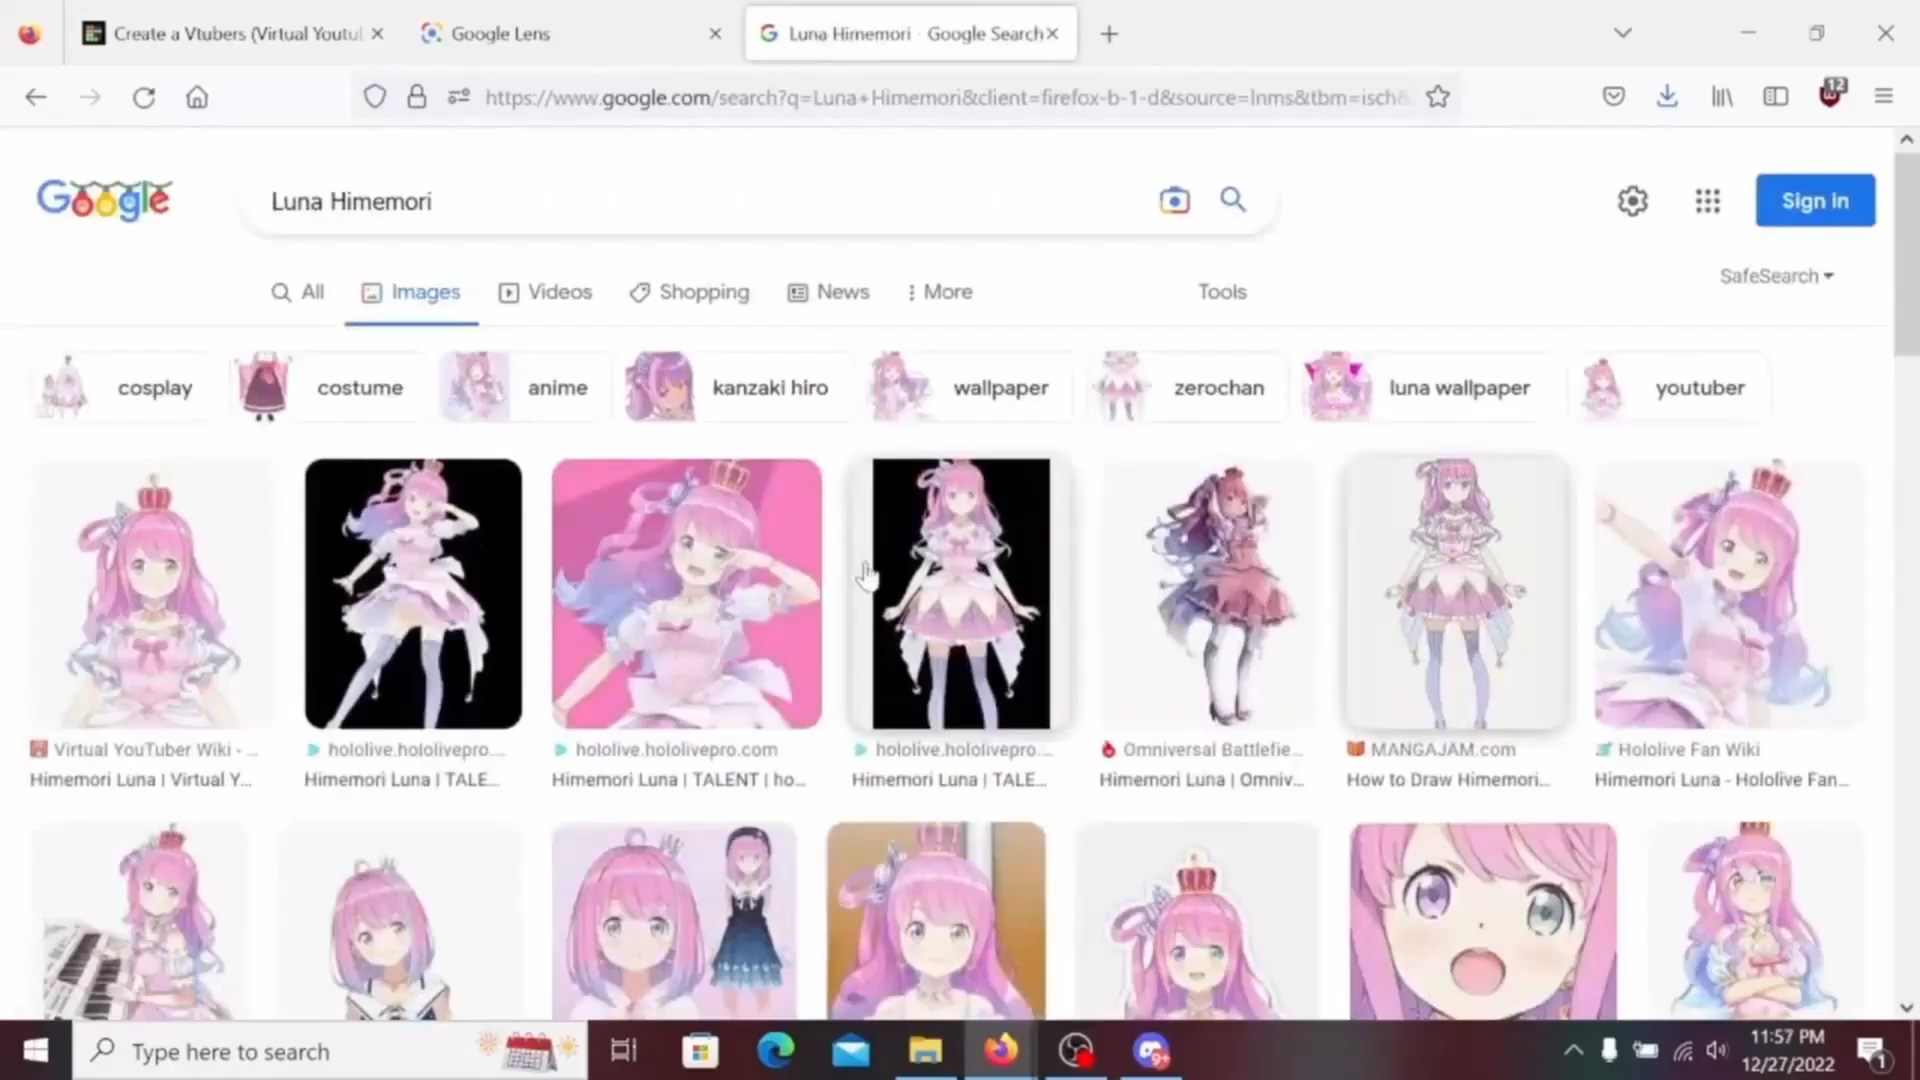 Create a Vtubers (Virtual Youtul
Google Lens
Luna Himemori - Google Search
https://www.google.com/search?q=Luna+Himemori&client=firefox-b-1-d&source=lnms&tbm=isch&
12
Google
Luna Himemori
Sign in
All
Images
Videos
Shopping
News
More
Tools
SafeSearch
cosplay
costume
anime
kanzaki hiro
wallpaper
zerochan
luna wallpaper
youtuber
Virtual YouTuber Wiki - ...
hololive.hololivepro....
hololive.hololivepro.com
hololive.hololivepro....
Omniversal Battlefie...
MANGAJAM.com
Hololive Fan Wiki
Himemori Luna | Virtual Y...
Himemori Luna | TALE...
Himemori Luna | TALENT | ho...
Himemori Luna | TALE...
Himemori Luna | Omniv...
How to Draw Himemori...
Himemori Luna - Hololive Fan...
Type here to search
9+
11:57 PM
12/27/2022
1